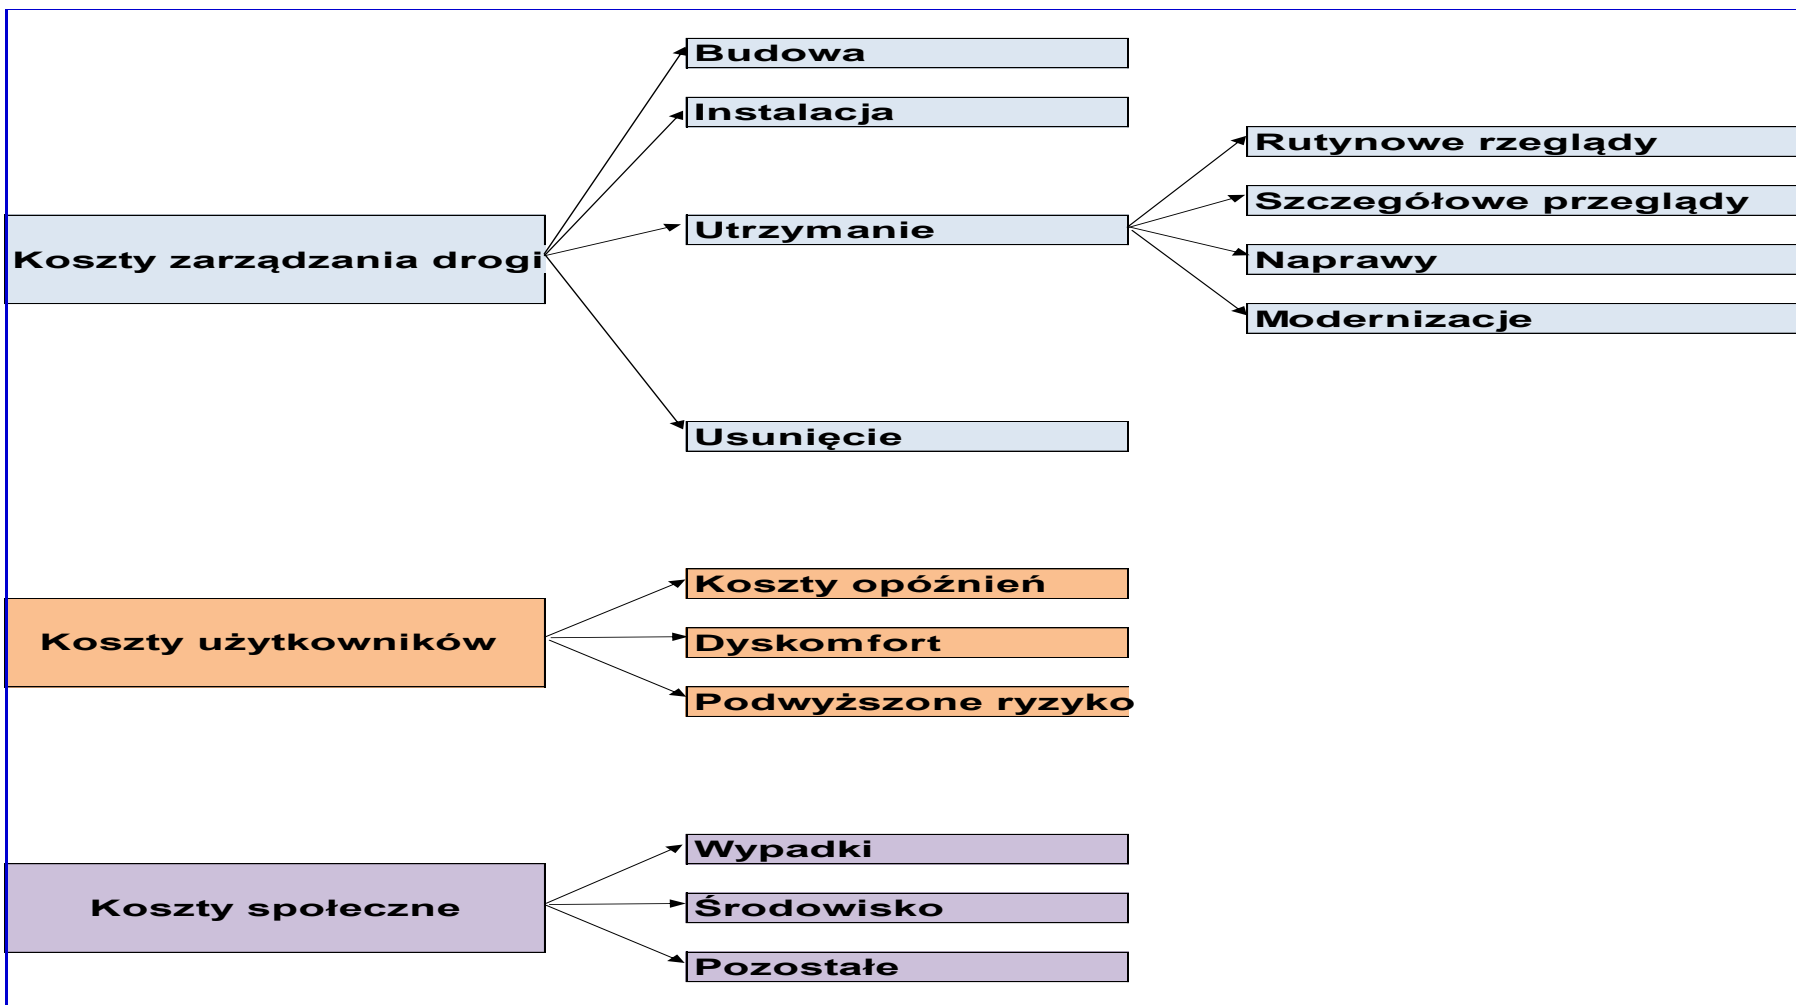 Budowa
Instalacja
Rutynowe rzeglądy
Szczegółowe przeglądy
Utrzymanie
Koszty zarządzania drogi
Naprawy
Modernizacje
Usunięcie
Koszty opóźnień
Koszty użytkowników
Dyskomfort
Podwyższone ryzyko
Wypadki
Koszty społeczne
Środowisko
Pozostałe